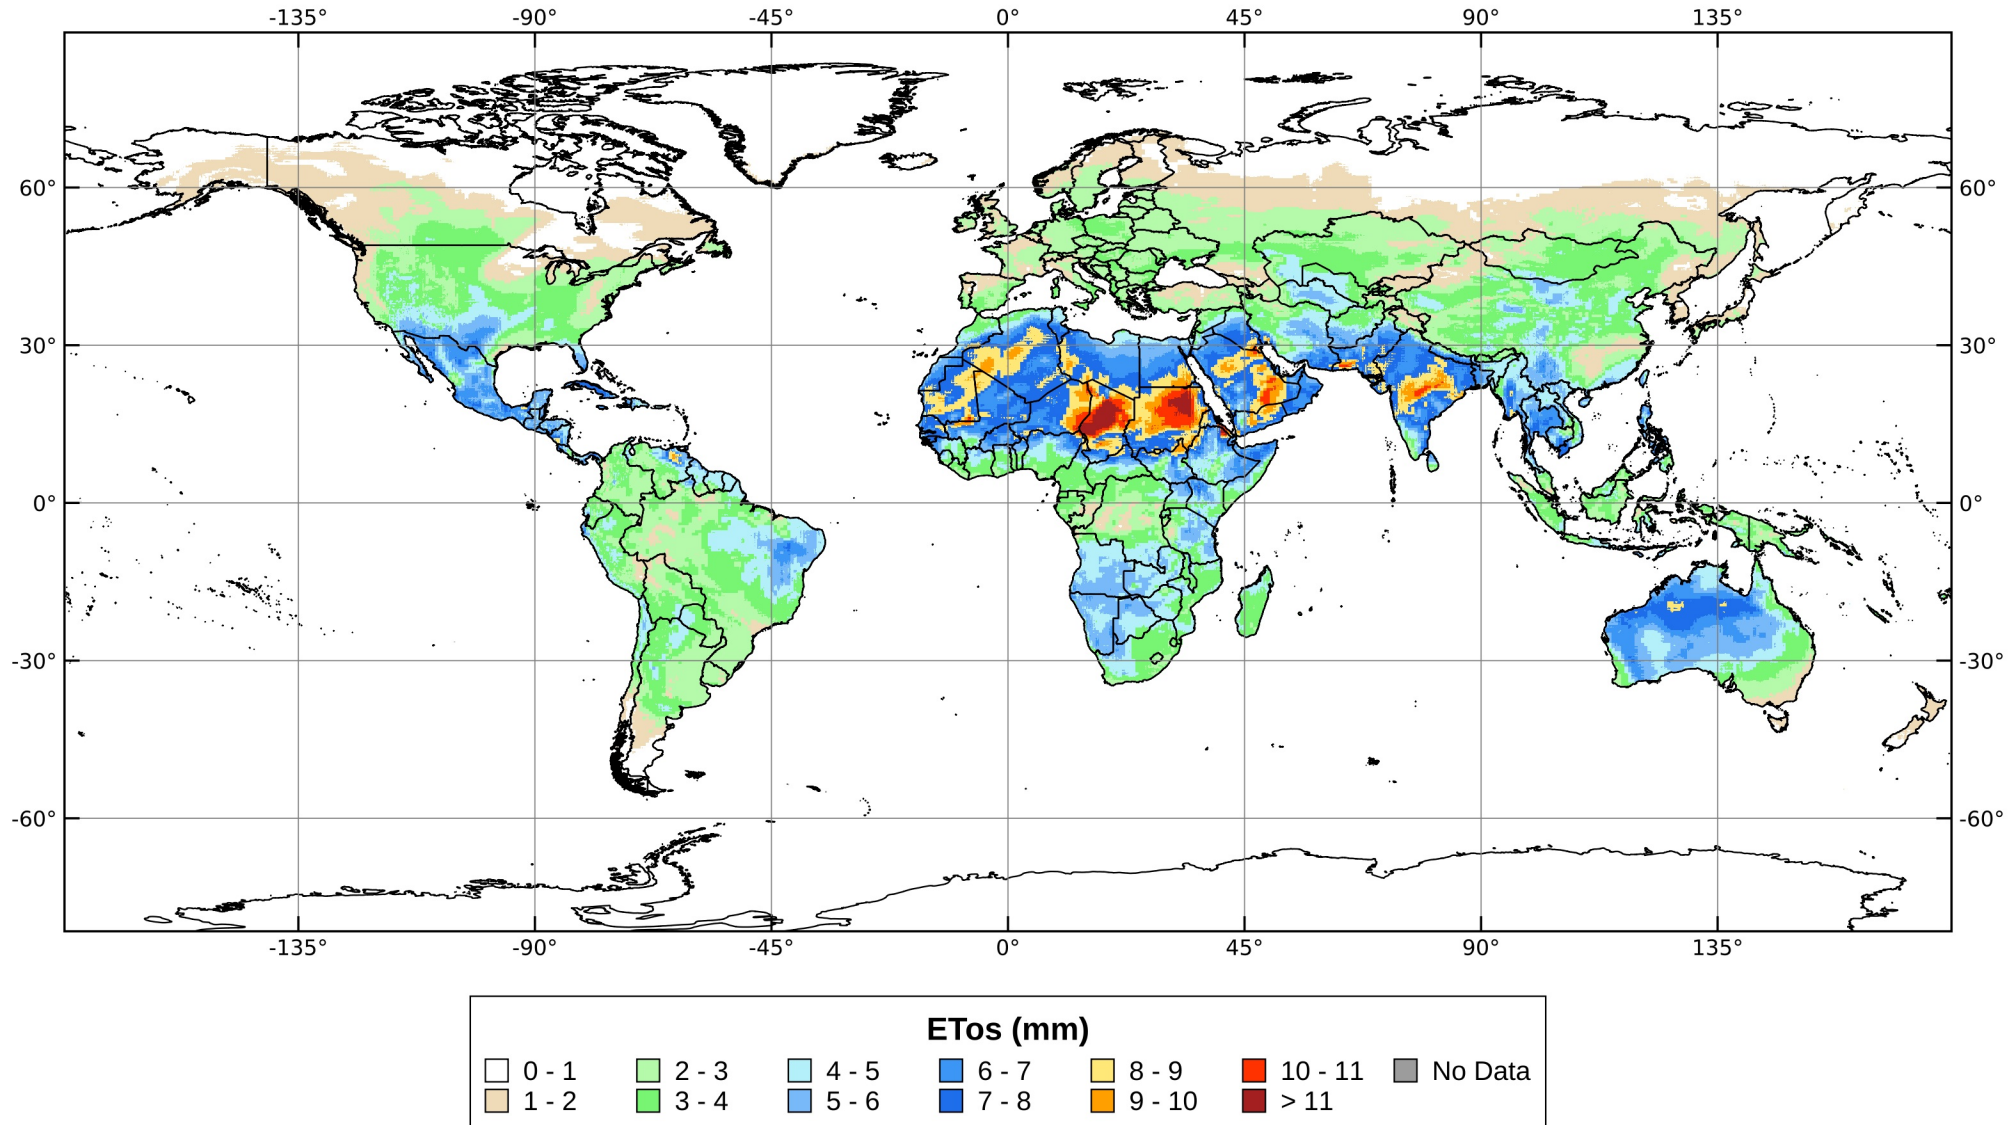 -135° -90° -45° 0° 45° 90° 135°
60° 60°
30° 30°
0° 0°
-30° -30°
-60° -60°
-135° -90° -45° 0° 45° 90° 135°
ETos (mm)
0 - 1 2 - 3 4 - 5 6 - 7 8 - 9 10 - 11 No Data
1 - 2 3 - 4 5 - 6 7 - 8 9 - 10 > 11